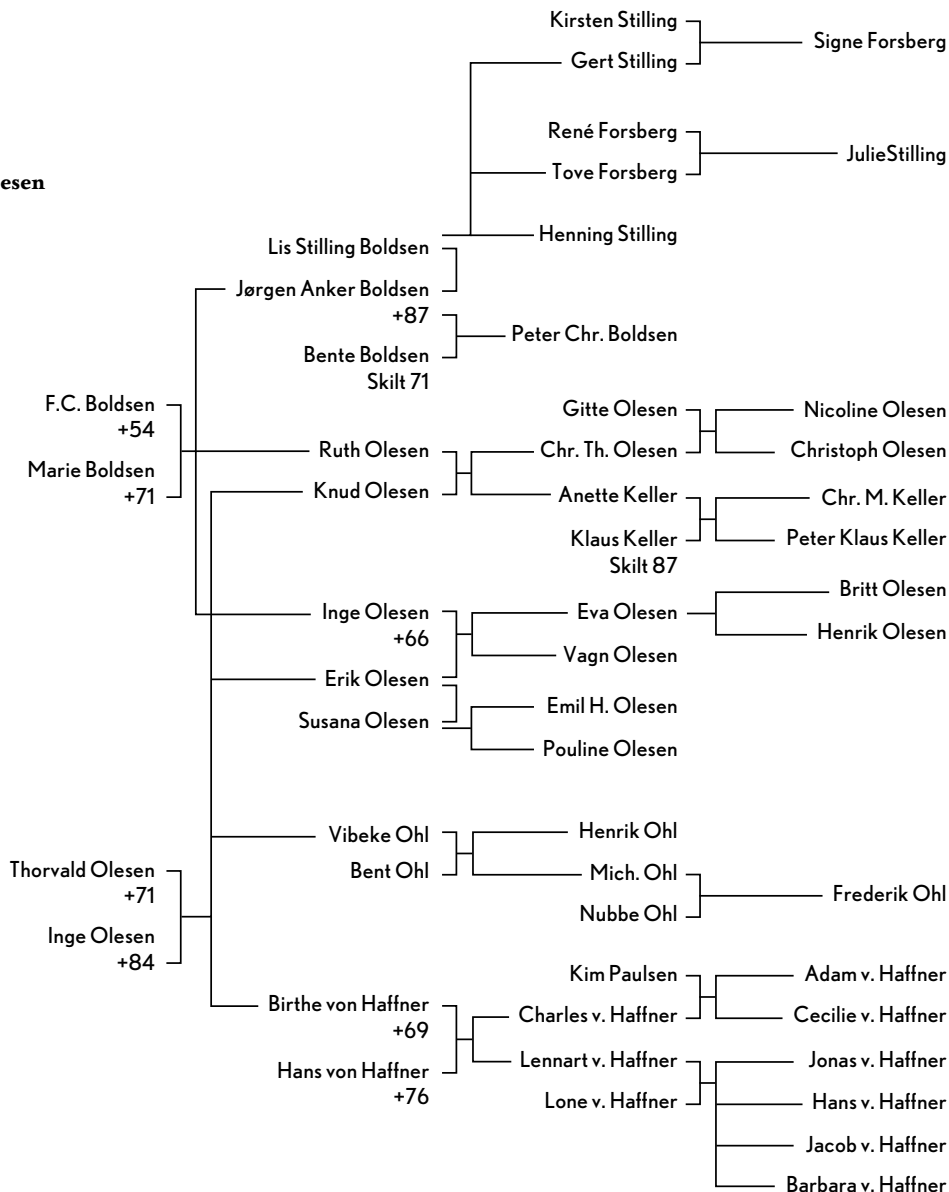 Kirsten Stilling
Gert Stilling
Signe Forsberg
René Forsberg
Tove Forsberg
JulieStilling
esen
Henning Stilling
Lis Stilling Boldsen
Jørgen Anker Boldsen
+87
Bente Boldsen
Skilt 71
Peter Chr. Boldsen
F.C. Boldsen
+54
Marie Boldsen
+71
Ruth Olesen
Knud Olesen
Gitte Olesen
Chr. Th. Olesen
Nicoline Olesen
Christoph Olesen
Anette Keller
Klaus Keller
Skilt 87
Chr. M. Keller
Peter Klaus Keller
Inge Olesen
+66
Erik Olesen
Susana Olesen
Eva Olesen
Vagn Olesen
Britt Olesen
Henrik Olesen
Emil H. Olesen
Pouline Olesen
Vibeke Ohl
Bent Ohl
Henrik Ohl
Mich. Ohl
Nubbe Ohl
Frederik Ohl
Thorvald Olesen
+71
Inge Olesen
+84
Birthe von Haffner
+69
Hans von Haffner
+76
Kim Paulsen
Charles v. Haffner
Adam v. Haffner
Cecilie v. Haffner
Lennart v. Haffner
Lone v. Haffner
Jonas v. Haffner
Hans v. Haffner
Jacob v. Haffner
Barbara v. Haffner